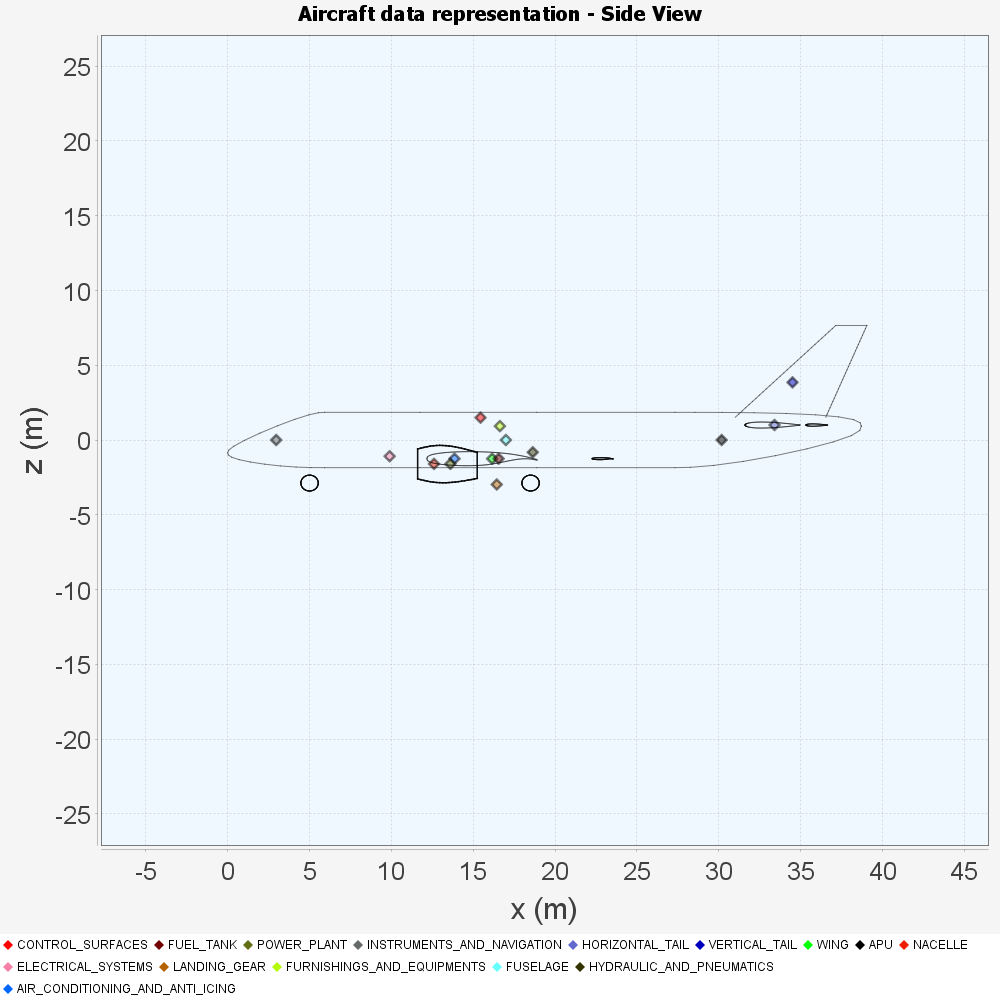 Aircraft data representation - Side View
z (m)
25
20
15
10
5
0
-5
-10
-15
-20
-25
-5 0 5 10 15 20 25 30 35 40 45
x (m)
CONTROL_SURFACES FUEL_TANK POWER_PLANT INSTRUMENTS_AND_NAVIGATION HORIZONTAL_TAIL VERTICAL_TAIL WING APU NACELLE
ELECTRICAL_SYSTEMS LANDING_GEAR FURNISHINGS_AND_EQUIPMENTS FUSELAGE HYDRAULIC_AND_PNEUMATICS
AIR_CONDITIONING_AND_ANTI_ICING